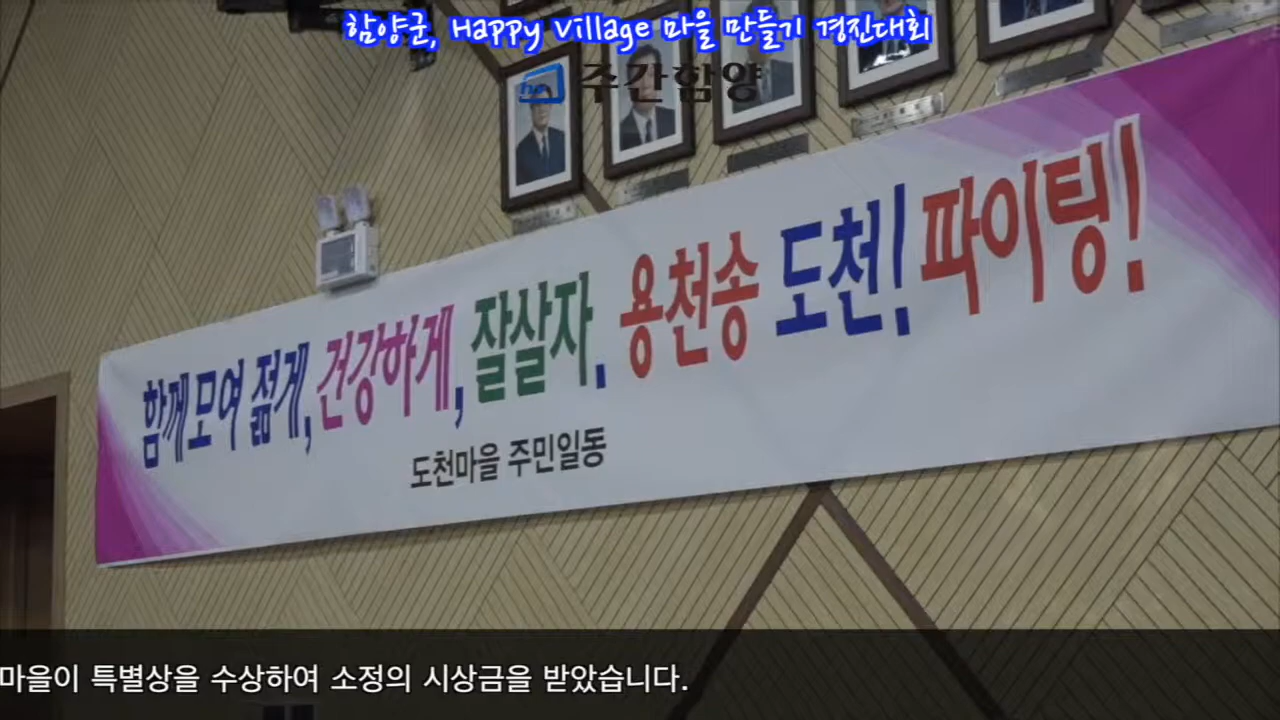 함양군, Happy Village 마을 만들기 경진대회
주간함양
함께 모여 젊게, 건강하게, 잘살자. 용천송 도천! 파이팅!
도천마을 주민일동
마을이 특별상을 수상하여 소정의 시상금을 받았습니다.